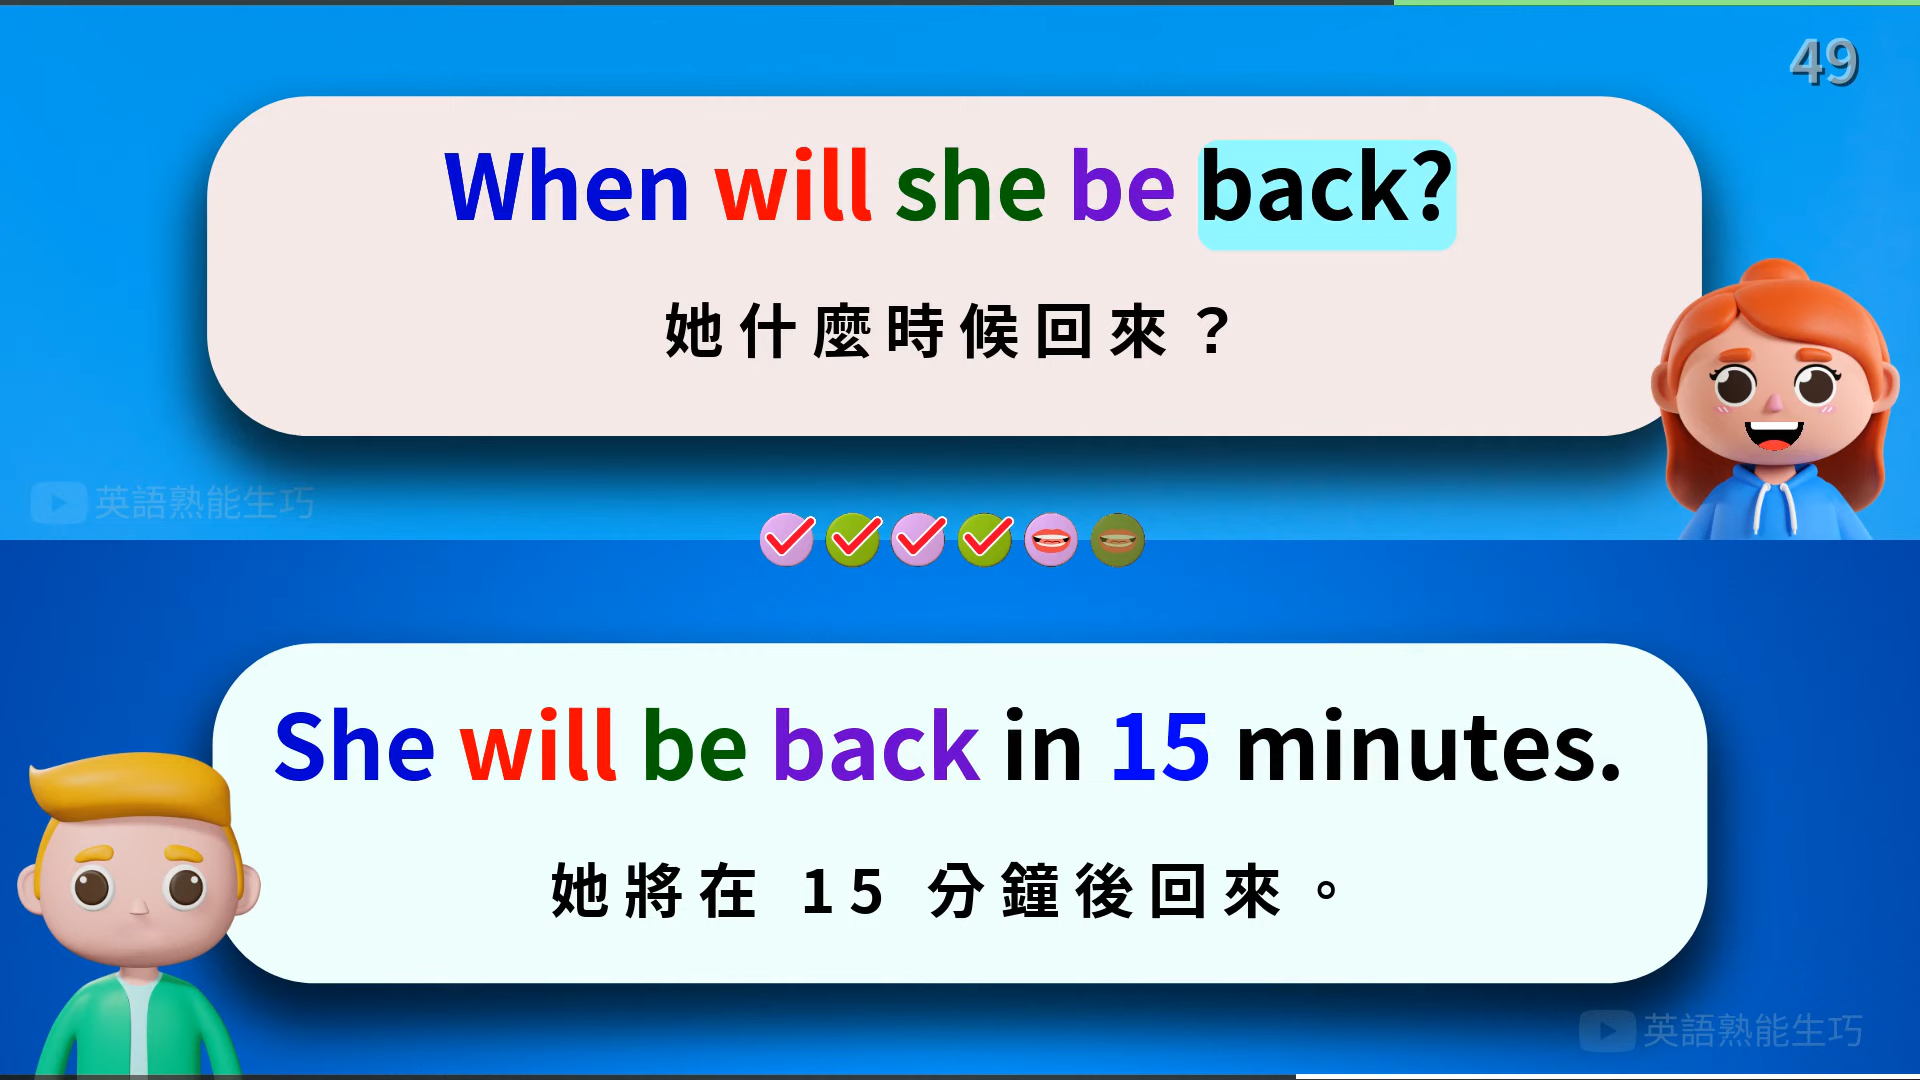 49
When will she be back?
她什麼時候回來？
英語熟能生巧
She will be back in 15 minutes.
她將在 15 分鐘後回來。
英語熟能生巧